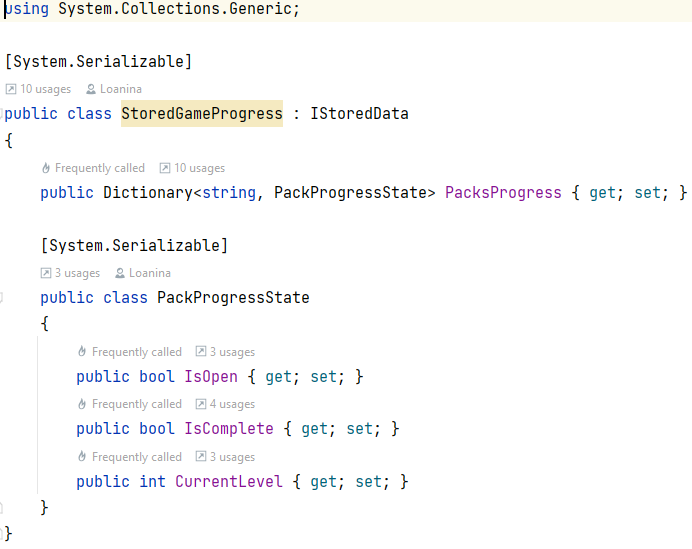 using System.Collections.Generic;
[System.Serializable]
10 usages Loanina
public class StoredGameProgress : IStoredData
{
Frequently called 10 usages
public Dictionary<string, PackProgressState> PacksProgress { get; set; }
[System.Serializable]
3 usages Loanina
public class PackProgressState
{
Frequently called 3 usages
public bool IsOpen { get; set; }
Frequently called 4 usages
public bool IsComplete { get; set; }
Frequently called 3 usages
public int CurrentLevel { get; set; }
}
}